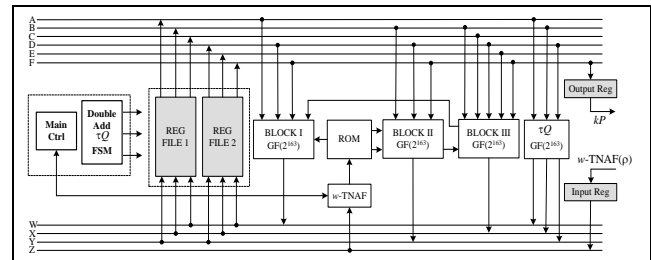 A
B
C
D
E
F
Output Reg
kP
Main
Ctrl
Double
Add
τQ
FSM
REG
FILE 1
REG
FILE 2
BLOCK I
GF(2¹⁶³)
ROM
BLOCK II
GF(2¹⁶³)
BLOCK III
GF(2¹⁶³)
τQ
GF(2¹⁶³)
w-TNAF(ρ)
Input Reg
w-TNAF
W
X
Y
Z